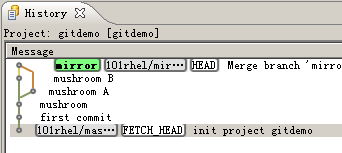 History
Project: gitdemo [gitdemo]
Message
mirror 101rhel/mir... HEAD Merge branch 'mirro
mushroom B
mushroom A
mushroom
first commit
101rhel/mas... FETCH_HEAD init project gitdemo